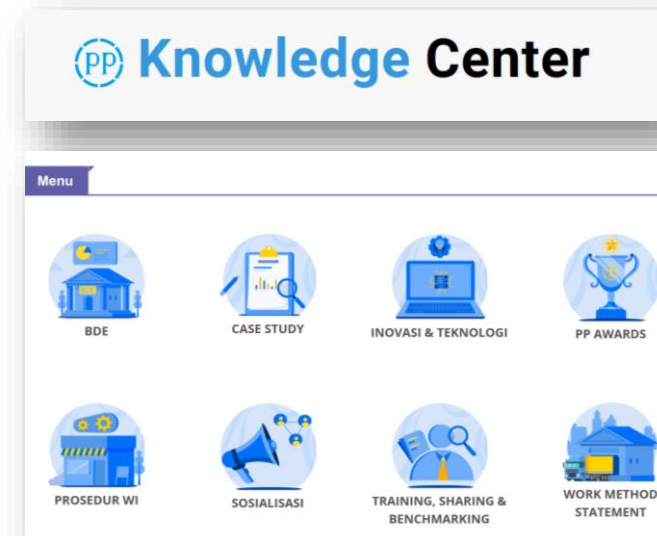 PP Knowledge Center
Menu
BDE
CASE STUDY
INOVASI & TEKNOLOGI
PP AWARDS
PROSEDUR WI
SOSIALISASI
TRAINING, SHARING &
BENCHMARKING
WORK METHOD
STATEMENT